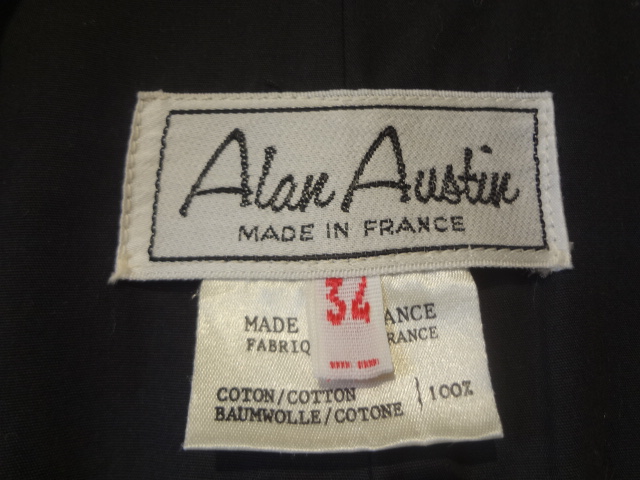 Alan Austin
MADE IN FRANCE
34
MADE ANCE
FABRIQ RANCE
COTON/COTTON
BAUMWOLLE/COTONE 100%